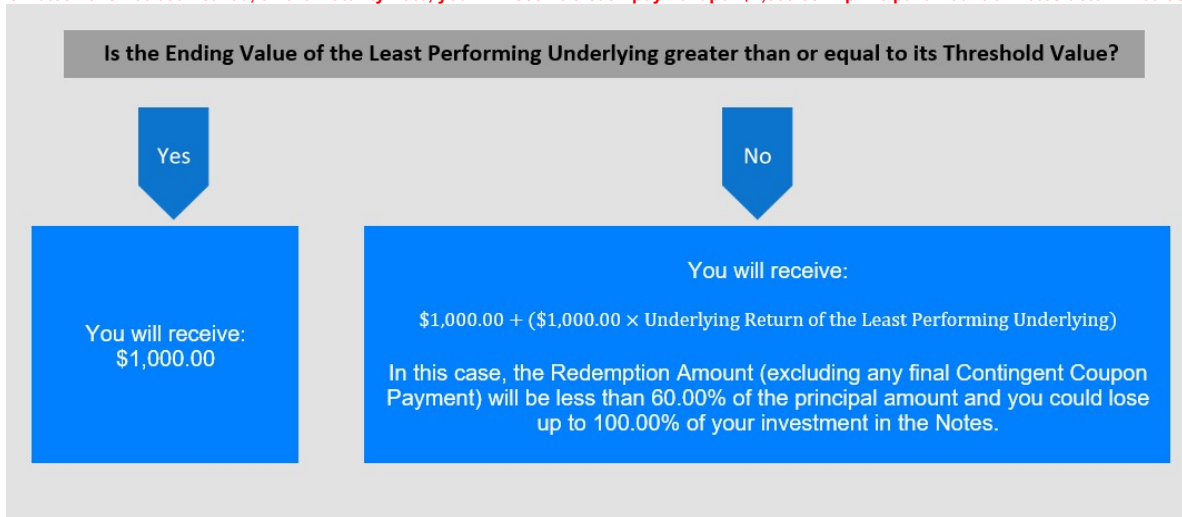 Is the Ending Value of the Least Performing Underlying greater than or equal to its Threshold Value?
Yes
No
You will receive:
$1,000.00
You will receive:
$1,000.00 + ($1,000.00 × Underlying Return of the Least Performing Underlying)
In this case, the Redemption Amount (excluding any final Contingent Coupon
Payment) will be less than 60.00% of the principal amount and you could lose
up to 100.00% of your investment in the Notes.